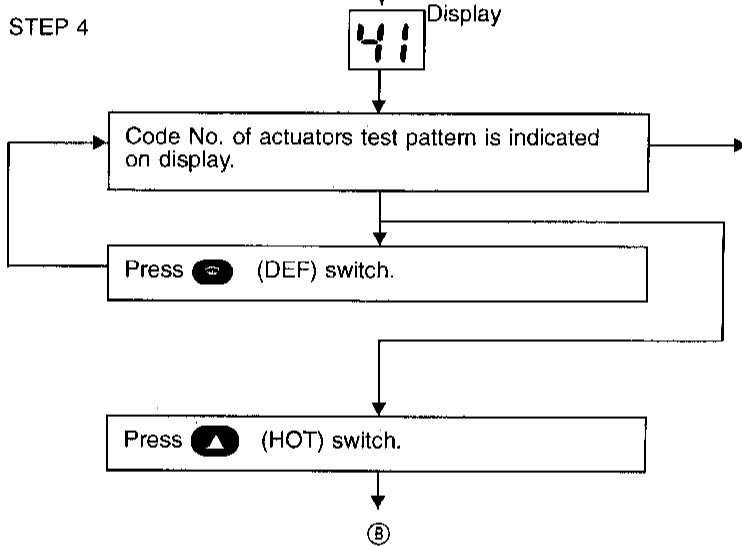 STEP 4
Display
41
Code No. of actuators test pattern is indicated
on display.
Press (DEF) switch.
Press (HOT) switch.
B